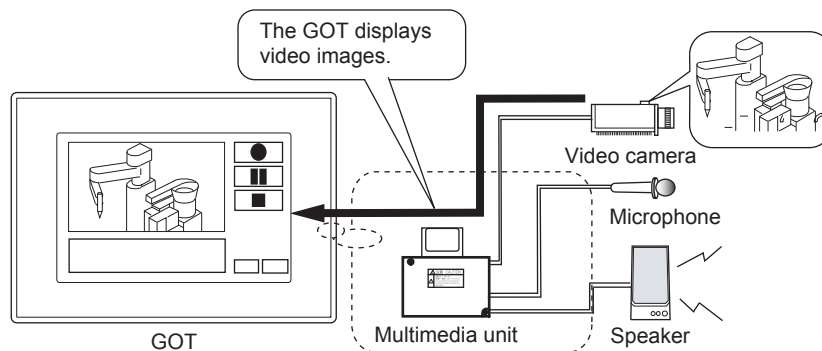 The GOT displays
video images.
Video camera
Microphone
GOT
Multimedia unit
Speaker